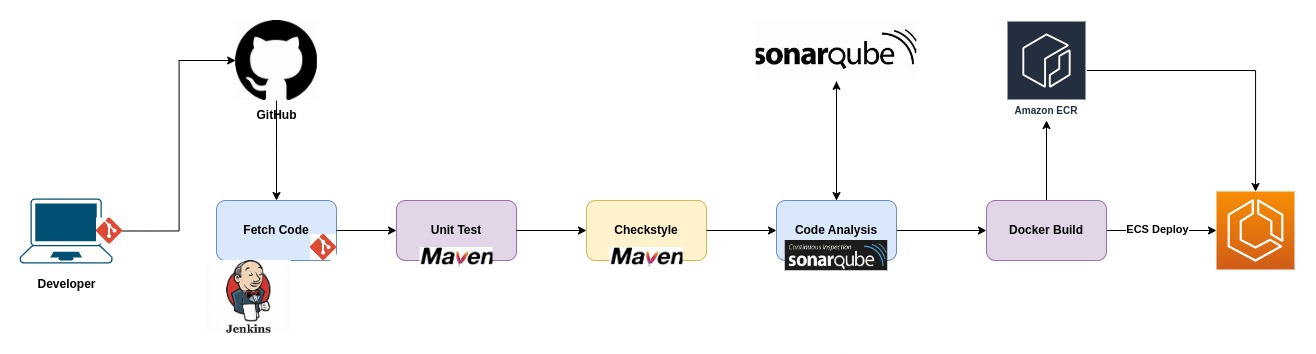 sonarqube
GitHub
Amazon ECR
Fetch Code
Unit Test
Checkstyle
Code Analysis
Docker Build
ECS Deploy
Maven
Maven
Continuous Inspection
sonarqube
Developer
Jenkins